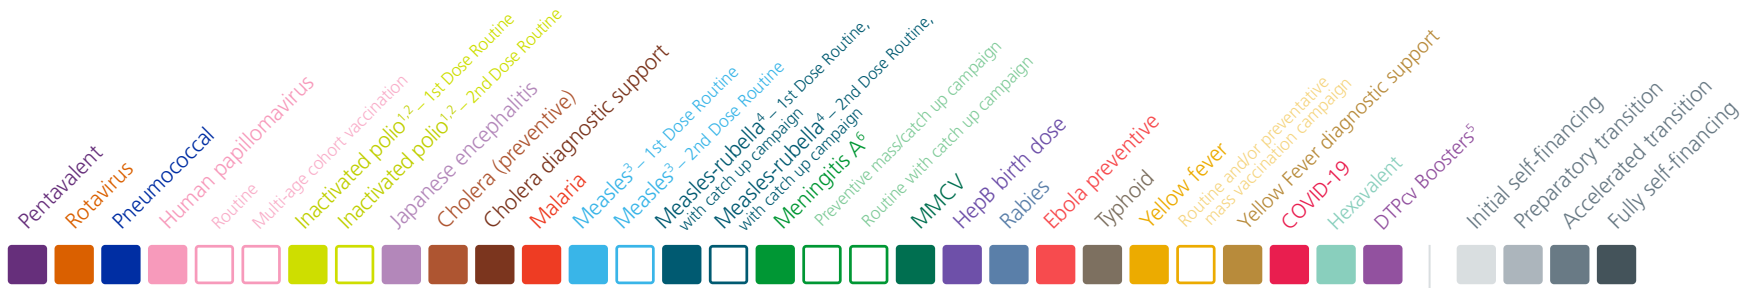 Pentavalent
Rotavirus
Pneumococcal
Human papillomavirus
Routine
Multi-age cohort vaccination
Inactivated polio¹,² – 1st Dose Routine
Inactivated polio¹,² – 2nd Dose Routine
Japanese encephalitis
Cholera (preventive)
Cholera diagnostic support
Malaria
Measles³ – 1st Dose Routine
Measles³ – 2nd Dose Routine
Measles-rubella⁴ – 1st Dose Routine,
with catch up campaign
Measles-rubella⁴ – 2nd Dose Routine,
with catch up campaign
Meningitis A⁶
Preventive mass/catch up campaign
Routine with catch up campaign
MMCV
HepB birth dose
Rabies
Ebola preventive
Typhoid
Yellow fever
Routine and/or preventative
mass vaccination campaign
Yellow Fever diagnostic support
COVID-19
Hexavalent
DTPcv Boosters⁵
Initial self-financing
Preparatory transition
Accelerated transition
Fully self-financing